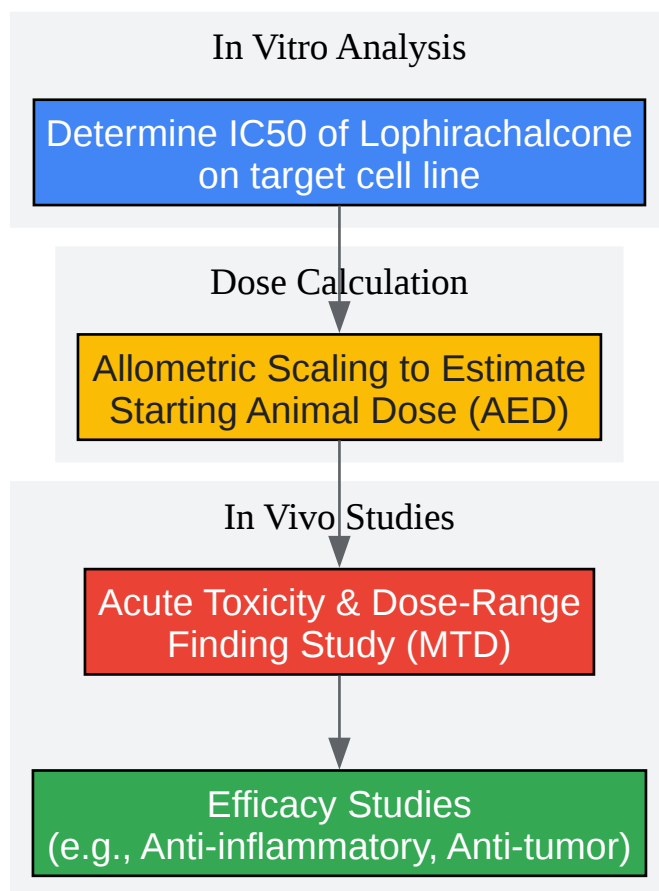 In Vitro Analysis
Determine IC50 of Lophirachalcone
on target cell line
Dose Calculation
Allometric Scaling to Estimate
Starting Animal Dose (AED)
In Vivo Studies
Acute Toxicity & Dose-Range
Finding Study (MTD)
Efficacy Studies
(e.g., Anti-inflammatory, Anti-tumor)